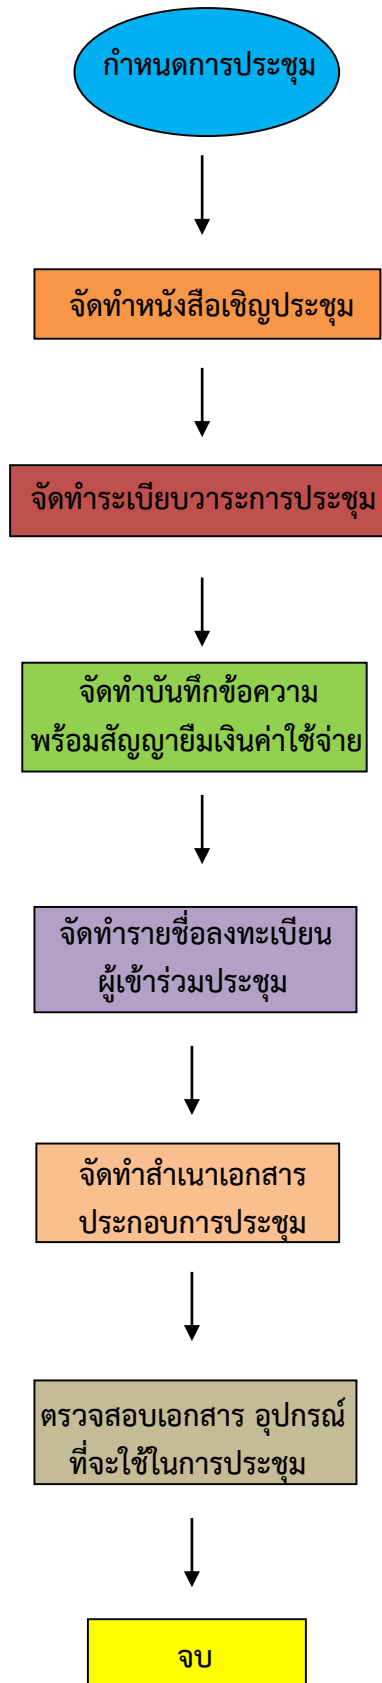 กำหนดการประชุม
จัดทำหนังสือเชิญประชุม
จัดทำระเบียบวาระการประชุม
จัดทำบันทึกข้อความ
พร้อมสัญญายืมเงินค่าใช้จ่าย
จัดทำรายชื่อลงทะเบียน
ผู้เข้าร่วมประชุม
จัดทำสำเนาเอกสาร
ประกอบการประชุม
ตรวจสอบเอกสาร อุปกรณ์
ที่จะใช้ในการประชุม
จบ